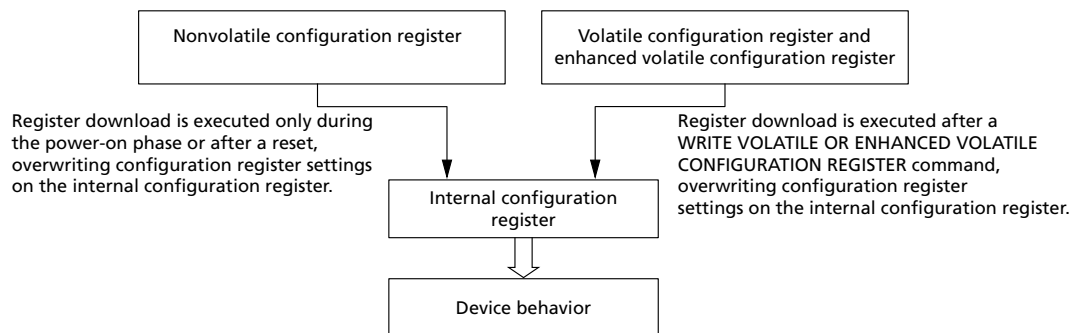 Nonvolatile configuration register
Volatile configuration register and
enhanced volatile configuration register
Register download is executed only during
the power-on phase or after a reset,
overwriting configuration register settings
on the internal configuration register.
Register download is executed after a
WRITE VOLATILE OR ENHANCED VOLATILE
CONFIGURATION REGISTER command,
overwriting configuration register
settings on the internal configuration register.
Internal configuration
register
Device behavior